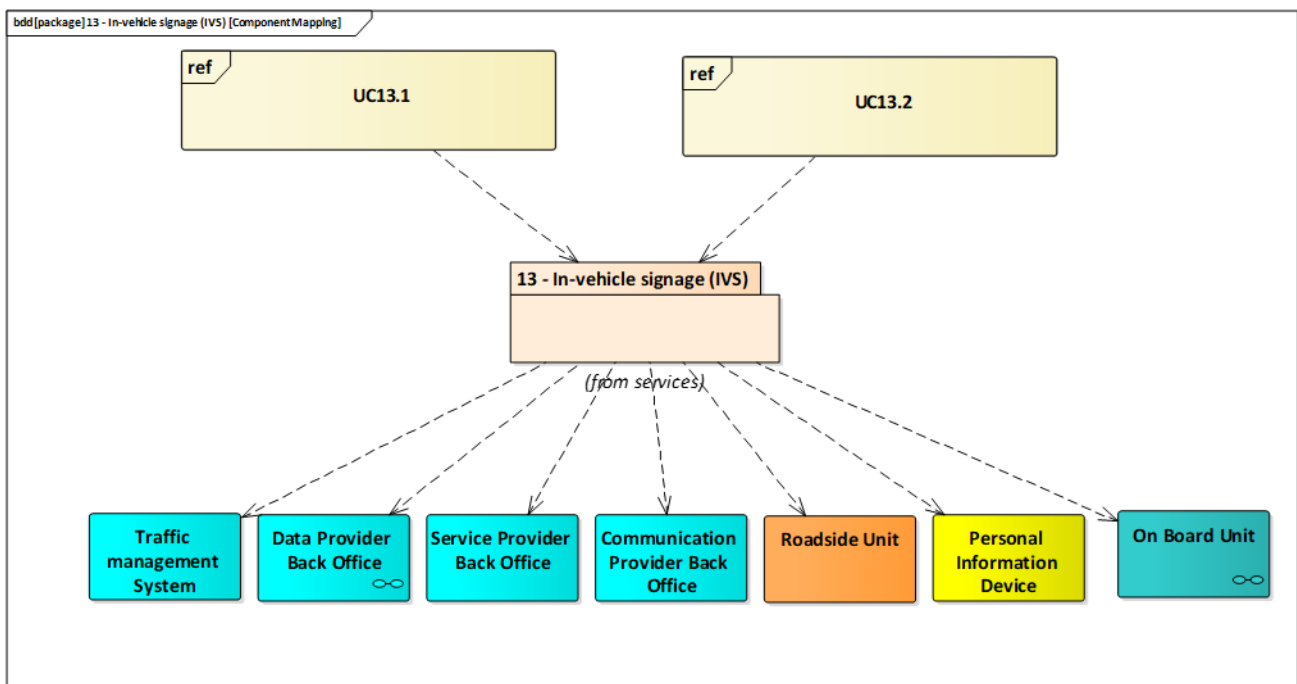 bdd [package] 13 - In-vehicle signage (IVS) [Component Mapping]
ref
UC13.1
ref
UC13.2
13 - In-vehicle signage (IVS)
(from services)
Traffic
management
System
Data Provider
Back Office
Service Provider
Back Office
Communication
Provider Back
Office
Roadside Unit
Personal
Information
Device
On Board Unit